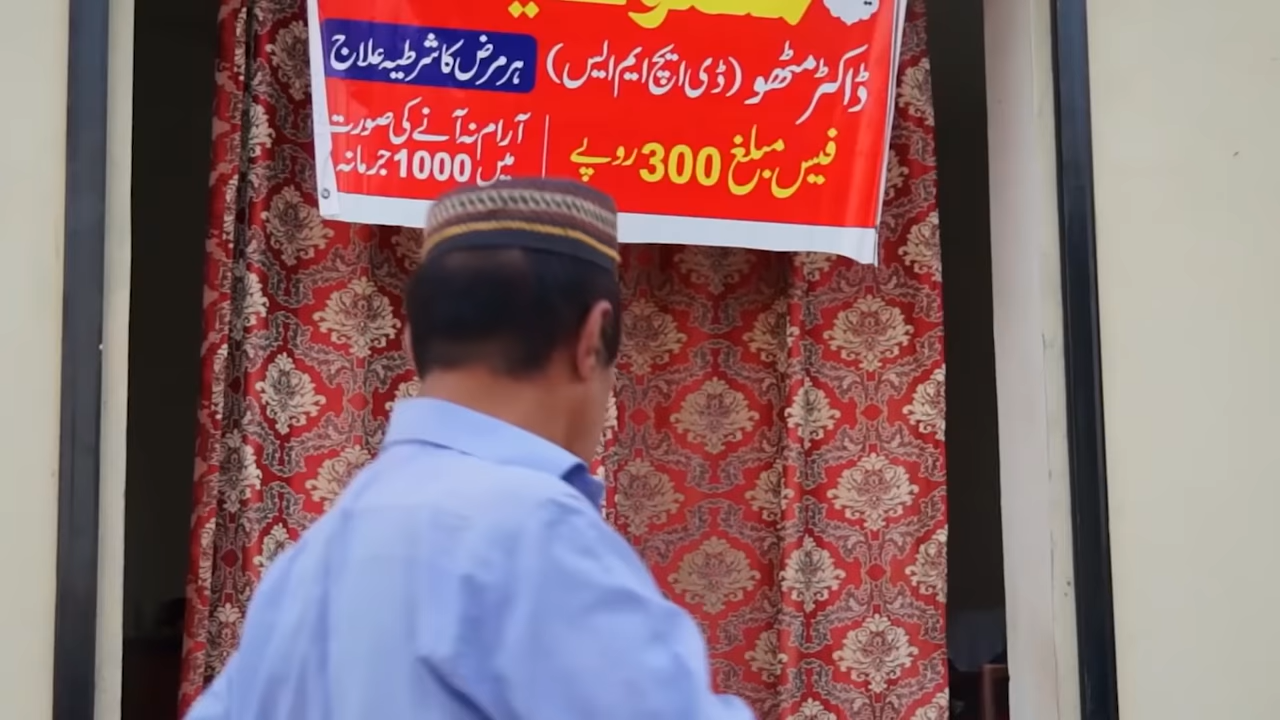 ڈاکٹر مٹھو (ڈی ایچ ایم ایس)
ہر مرض کا شرطیہ علاج
فیس مبلغ 300 روپے
آرام نہ آنے کی صورت
میں 1000 جرمانہ